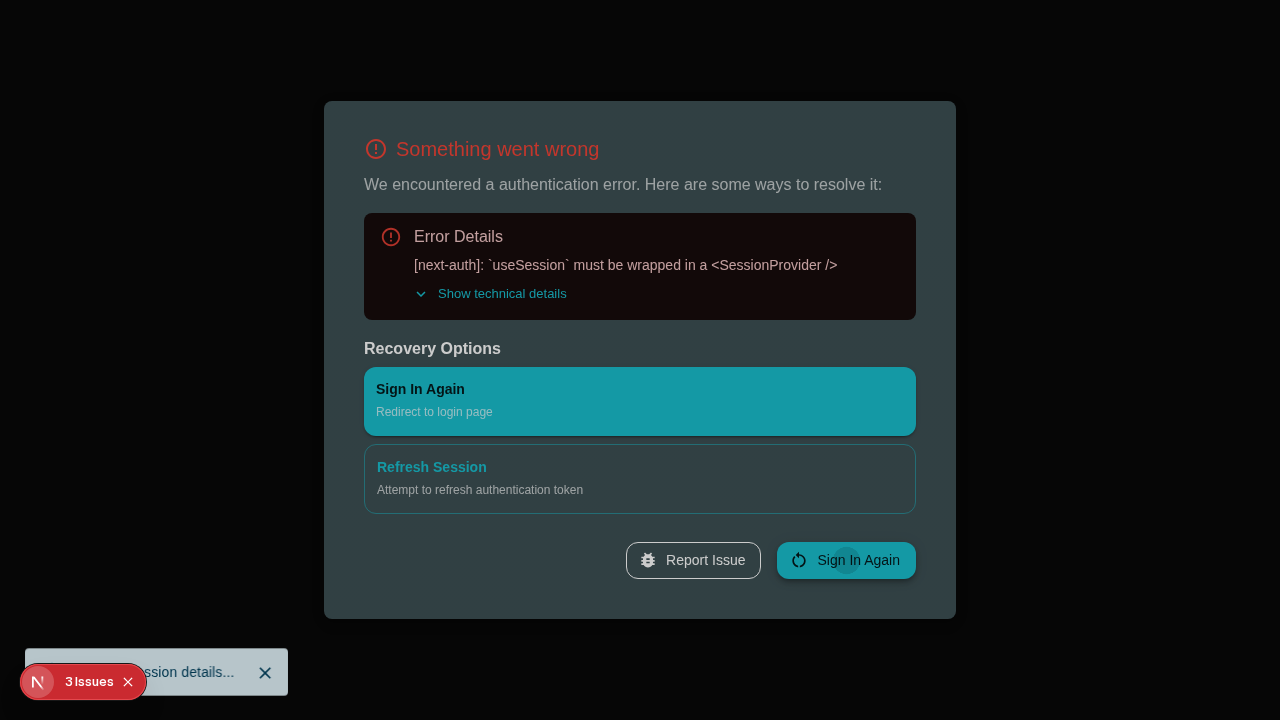 Something went wrong
We encountered a authentication error. Here are some ways to resolve it:
Error Details
[next-auth]: `useSession` must be wrapped in a <SessionProvider />
Show technical details
Recovery Options
Sign In Again
Redirect to login page
Refresh Session
Attempt to refresh authentication token
Report Issue
Sign In Again
details...
3 Issues